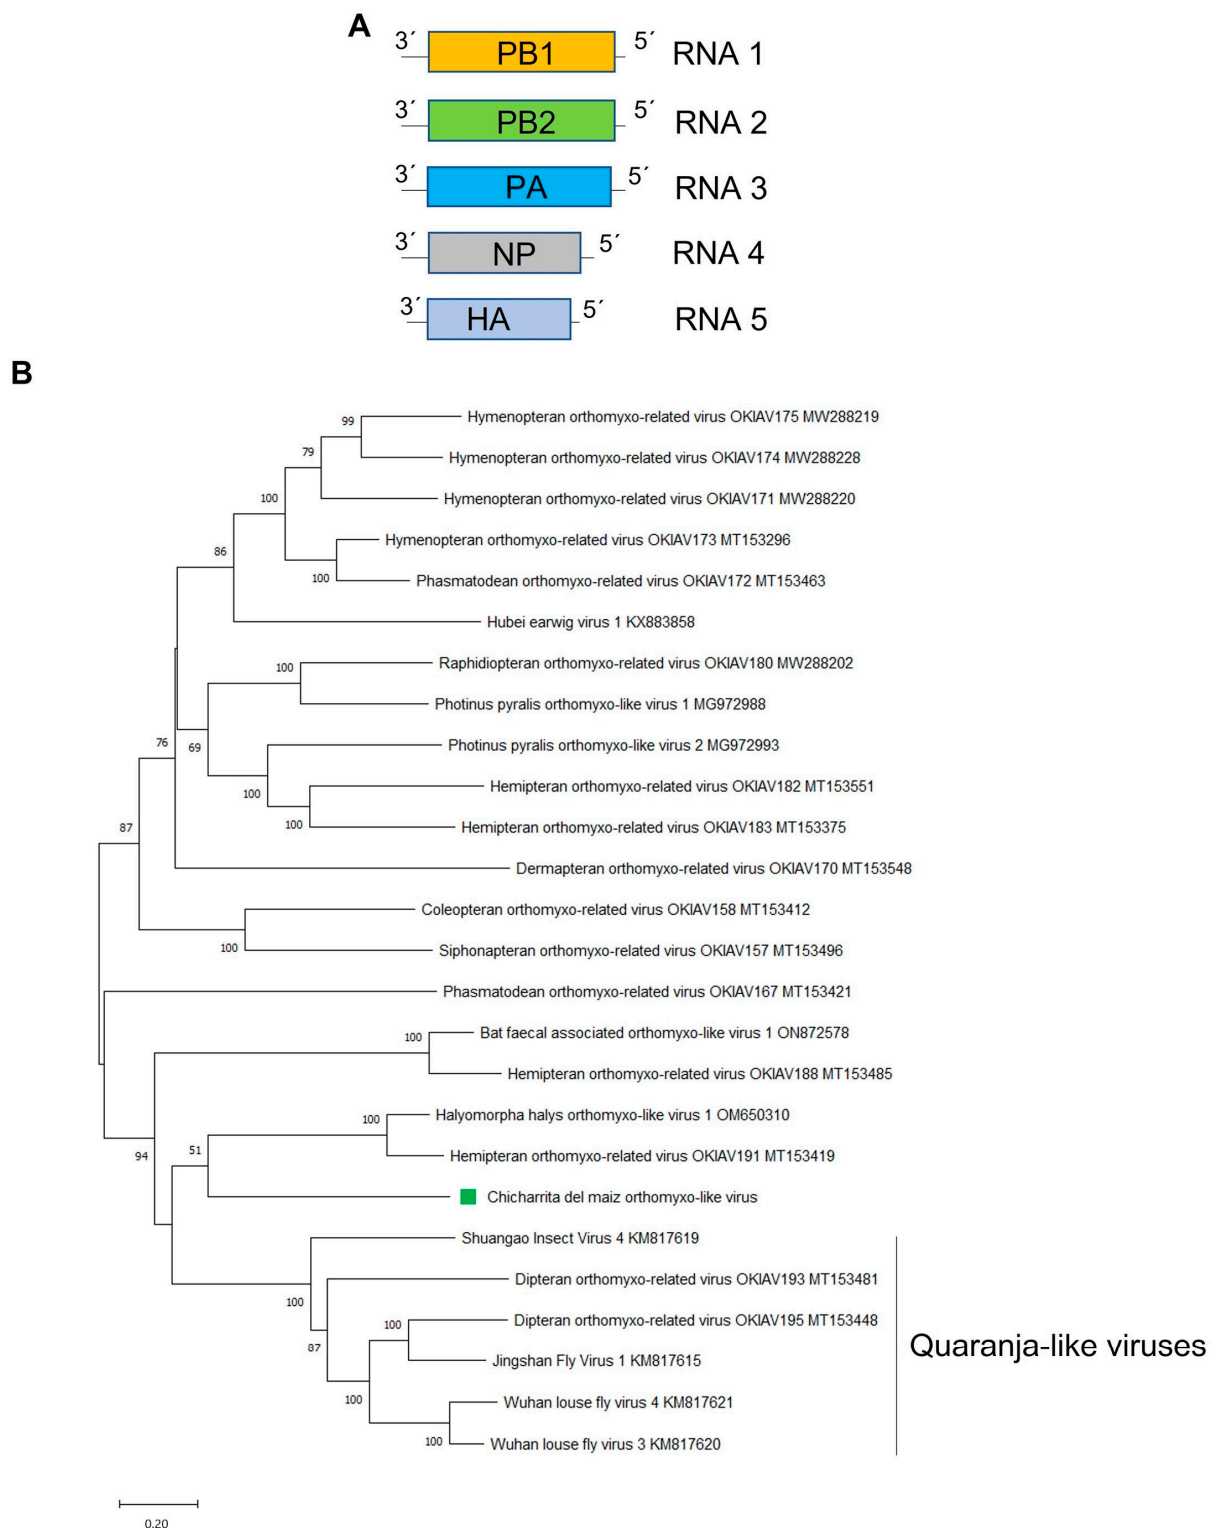 A
3´ PB1 5´ RNA 1
3´ PB2 5´ RNA 2
3´ PA 5´ RNA 3
3´ NP 5´ RNA 4
3´ HA 5´ RNA 5
B
99 Hymenopteran orthomyxo-related virus OKIAV175 MW288219
79 Hymenopteran orthomyxo-related virus OKIAV174 MW288228
100 Hymenopteran orthomyxo-related virus OKIAV171 MW288220
Hymenopteran orthomyxo-related virus OKIAV173 MT153296
86
100 Phasmatodean orthomyxo-related virus OKIAV172 MT153463
Hubei earwig virus 1 KX883858
100 Raphidiopteran orthomyxo-related virus OKIAV180 MW288202
Photinus pyralis orthomyxo-like virus 1 MG972988
76 69 Photinus pyralis orthomyxo-like virus 2 MG972993
100 Hemipteran orthomyxo-related virus OKIAV182 MT153551
87 100 Hemipteran orthomyxo-related virus OKIAV183 MT153375
Dermapteran orthomyxo-related virus OKIAV170 MT153548
Coleopteran orthomyxo-related virus OKIAV158 MT153412
100 Siphonapteran orthomyxo-related virus OKIAV157 MT153496
Phasmatodean orthomyxo-related virus OKIAV167 MT153421
100 Bat faecal associated orthomyxo-like virus 1 ON872578
Hemipteran orthomyxo-related virus OKIAV188 MT153485
100 Halyomorpha halys orthomyxo-like virus 1 OM650310
94 51 Hemipteran orthomyxo-related virus OKIAV191 MT153419
Chicharrita del maiz orthomyxo-like virus
Shuangao Insect Virus 4 KM817619
Dipteran orthomyxo-related virus OKIAV193 MT153481
100
100 Dipteran orthomyxo-related virus OKIAV195 MT153448
87 Quaranja-like viruses
Jingshan Fly Virus 1 KM817615
100 Wuhan louse fly virus 4 KM817621
100 Wuhan louse fly virus 3 KM817620
0.20